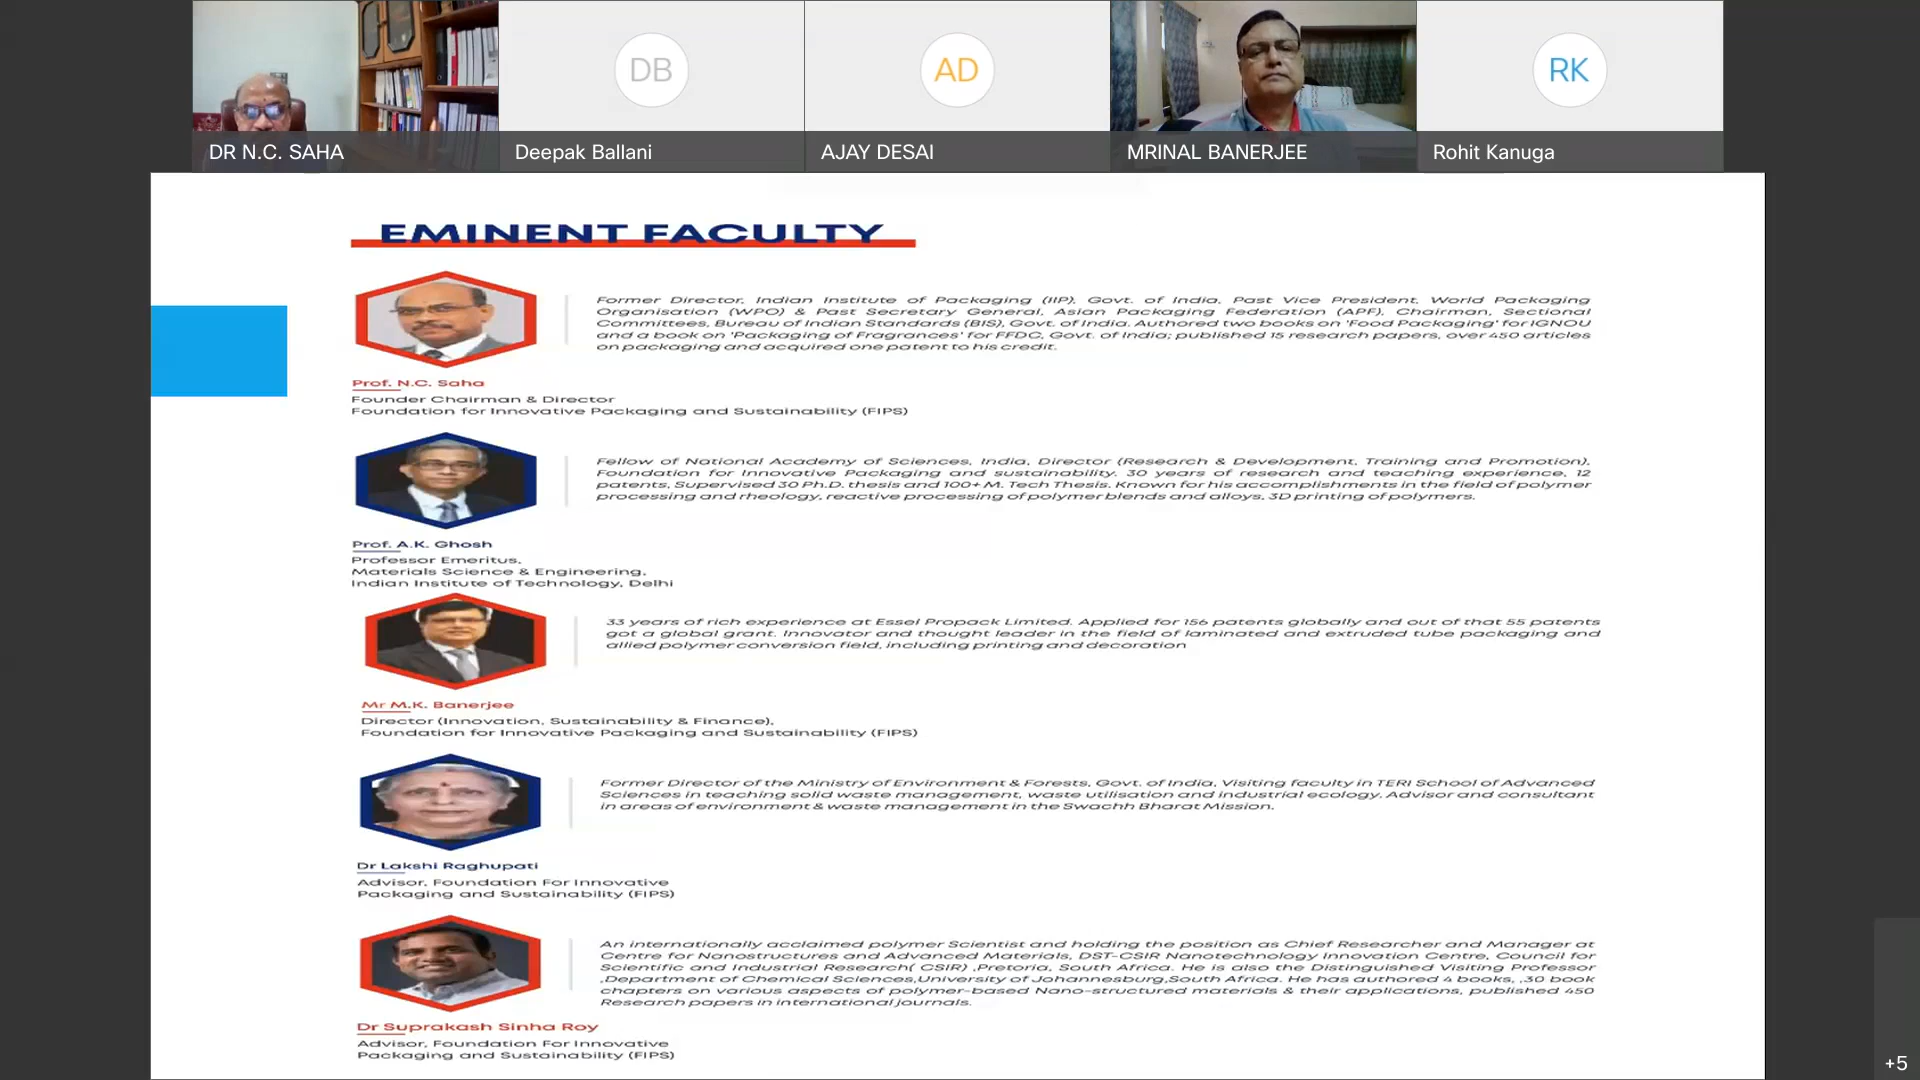 DB
AD
RK
DR N.C. SAHA
Deepak Ballani
AJAY DESAI
MRINAL BANERJEE
Rohit Kanuga
EMINENT FACULTY
Former Director, Indian Institute of Packaging (IIP), Govt. of India, Past Vice President, World Packaging
Organisation (WPO) & Past Secretary General, Asian Packaging Federation (APF), Chairman, Sectional
Committees, Bureau of Indian Standards (BIS), Govt. of India. Authored two books on 'Food Packaging' for IGNOU
and a book on 'Packaging of Fragrances' for FFDC, Govt. of India; published 15 research papers, over 450 articles
on packaging and acquired one patent to his credit.
Prof. N.C. Saha
Founder Chairman & Director
Foundation for Innovative Packaging and Sustainability (FIPS)
Fellow of National Academy of Sciences, India, Director (Research & Development, Training and Promotion),
Foundation for Innovative Packaging and sustainability. 30 years of research and teaching experience, 12
patents, Supervised 30 Ph.D. thesis and 100+ M. Tech Thesis. Known for his accomplishments in the field of polymer
processing and rheology, reactive processing of polymer blends and alloys, 3D printing of polymers.
Prof. A.K. Ghosh
Professor Emeritus,
Materials Science & Engineering,
Indian Institute of Technology, Delhi
33 years of rich experience at Essel Propack Limited. Applied for 156 patents globally and out of that 55 patents
got a global grant. Innovator and thought leader in the field of laminated and extruded tube packaging and
allied polymer conversion field, including printing and decoration
Mr M.K. Banerjee
Director (Innovation, Sustainability & Finance),
Foundation for Innovative Packaging and Sustainability (FIPS)
Former Director of the Ministry of Environment & Forests, Govt. of India, Visiting faculty in TERI School of Advanced
Sciences in teaching solid waste management, waste utilisation and industrial ecology. Advisor and consultant
in areas of environment & waste management in the Swachh Bharat Mission.
Dr Lakshi Raghupati
Advisor, Foundation For Innovative
Packaging and Sustainability (FIPS)
An internationally acclaimed polymer Scientist and holding the position as Chief Researcher and Manager at
Centre for Nanostructures and Advanced Materials, DST-CSIR Nanotechnology Innovation Centre, Council for
Scientific and Industrial Research( CSIR) ,Pretoria, South Africa. He is also the Distinguished Visiting Professor
,Department of Chemical Sciences,University of Johannesburg,South Africa. He has authored 4 books, ,30 book
chapters on various aspects of polymer-based Nano-structured materials & their applications, published 450
Research papers in international journals.
Dr Suprakash Sinha Roy
Advisor, Foundation For Innovative
Packaging and Sustainability (FIPS)
+5